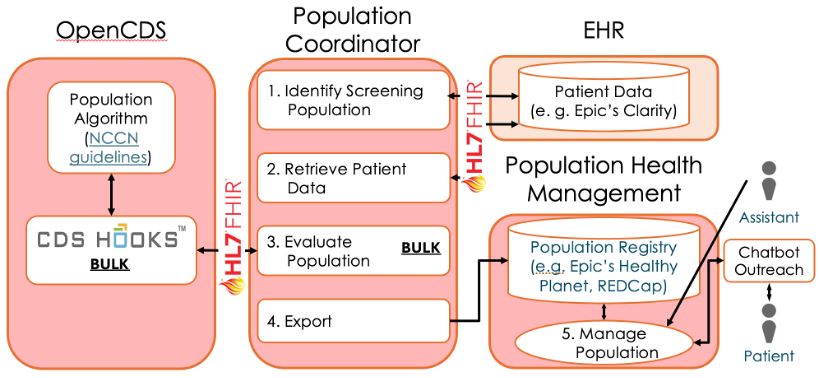 OpenCDS
Population
Algorithm
(NCCN
guidelines)
CDS HOOKS™
BULK
HL7 FHIR®
Population
Coordinator
1. Identify Screening
Population
2. Retrieve Patient
Data
3. Evaluate
Population
BULK
4. Export
HL7 FHIR®
EHR
Patient Data
(e. g. Epic's Clarity)
Population Health
Management
Population Registry
(e.g. Epic's Healthy
Planet, REDCap)
5. Manage
Population
Assistant
Chatbot
Outreach
Patient